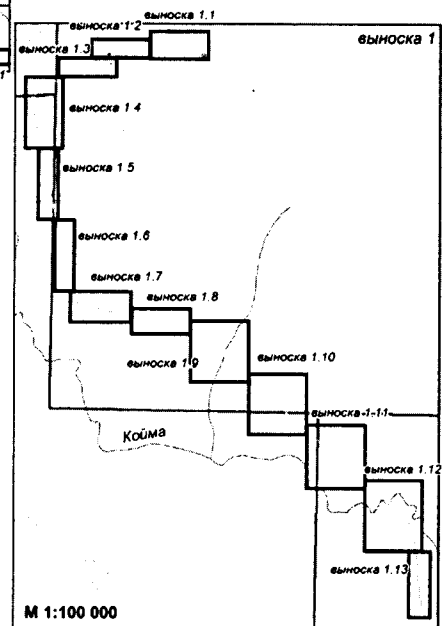 выноска 1.1
выноска 1.2
выноска 1
выноска 1.3
выноска 1.4
выноска 1.5
выноска 1.6
выноска 1.7
выноска 1.8
выноска 1.9
выноска 1.10
выноска 1.11
Койма
выноска 1.12
выноска 1.13
М 1:100 000